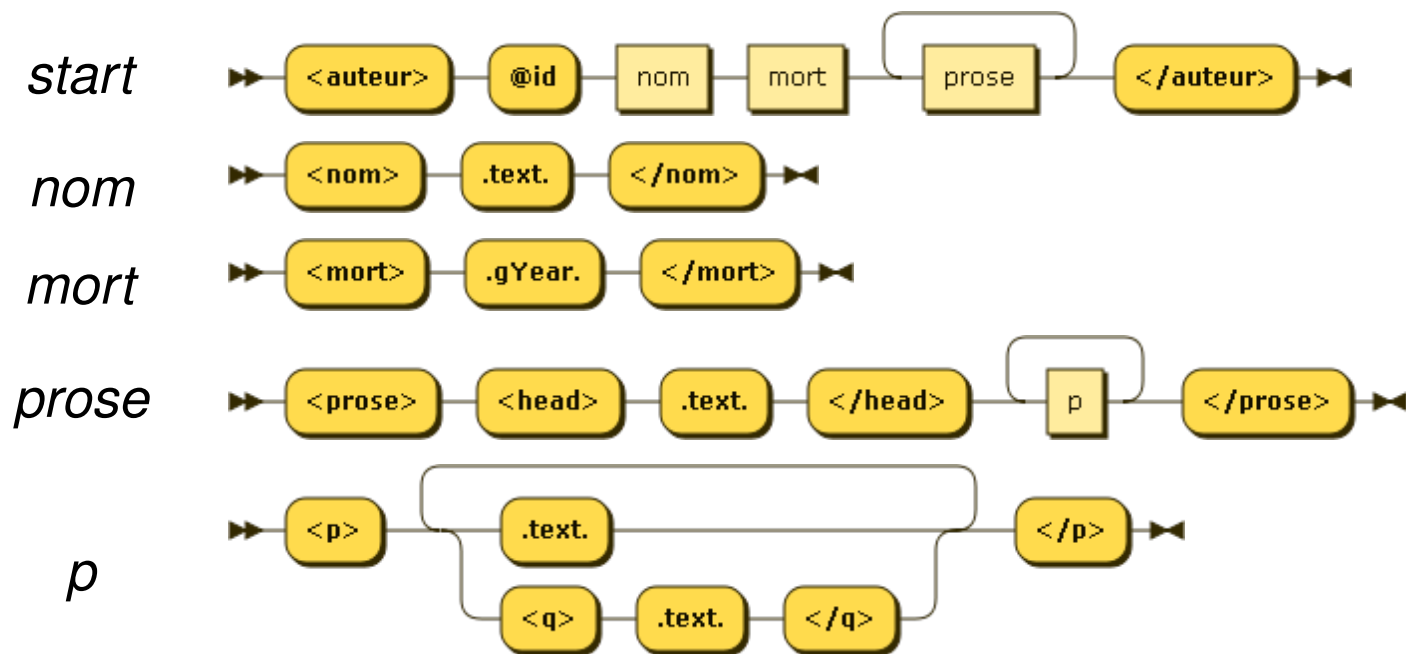 start <auteur> @id nom mort prose </auteur>
nom <nom> .text. </nom>
mort <mort> .gYear. </mort>
prose <prose> <head> .text. </head> p </prose>
p <p> .text. </p>
<q> .text. </q>